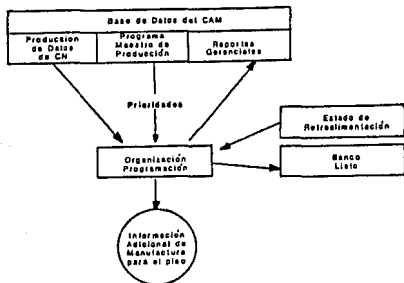 Base de Datos del CAM
Produccion
de Datos
de CN
Programa
Maestro de
Producción
Reportes
Gerenciales
Prioridades
Estado de
Retroalimentación
Banco
Listo
Organización
Programación
Información
Adicional de
Manufactura
para el piso